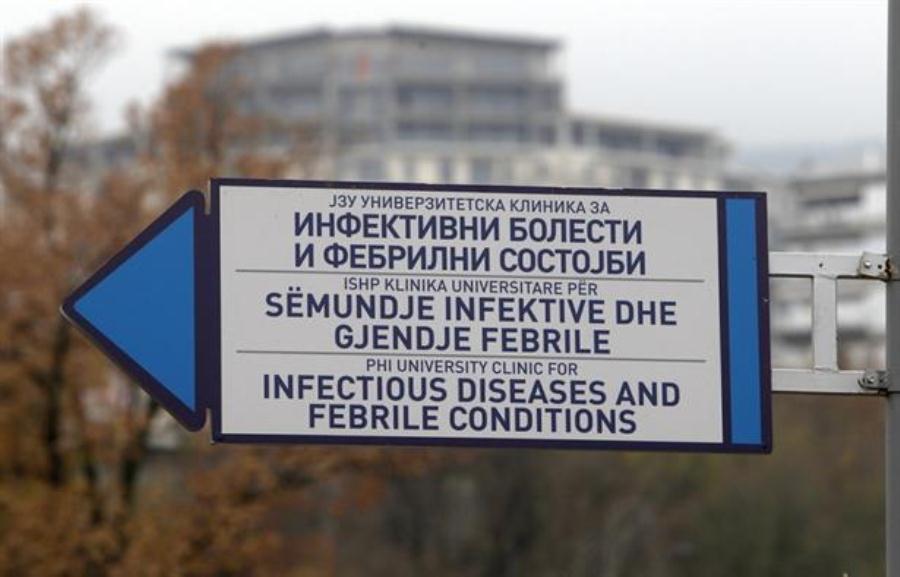 ЈЗУ УНИВЕРЗИТЕТСКА КЛИНИКА ЗА
ИНФЕКТИВНИ БОЛЕСТИ
И ФЕБРИЛНИ СОСТОЈБИ
ISHP KLINIKA UNIVERSITARE PËR
SËMUNDJE INFEKTIVE DHE
GJENDJE FEBRILE
PHI UNIVERSITY CLINIC FOR
INFECTIOUS DISEASES AND
FEBRILE CONDITIONS